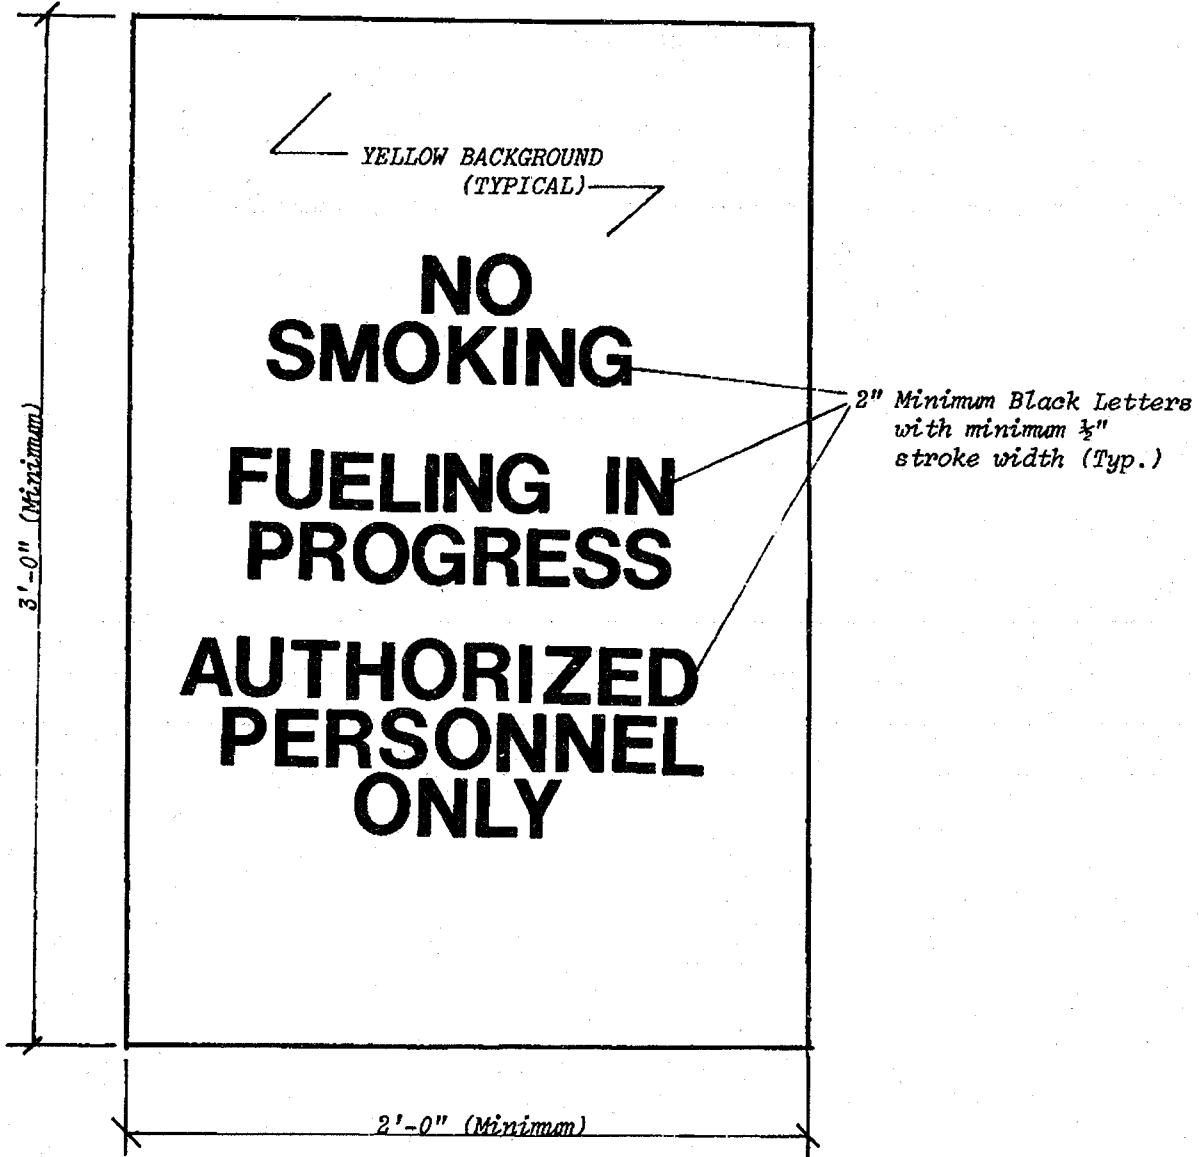 YELLOW BACKGROUND
(TYPICAL)
NO
SMOKING
FUELING IN
PROGRESS
AUTHORIZED
PERSONNEL
ONLY
2" Minimum Black Letters
with minimum ½"
stroke width (Typ.)
3'-0" (Minimum)
2'-0" (Minimum)